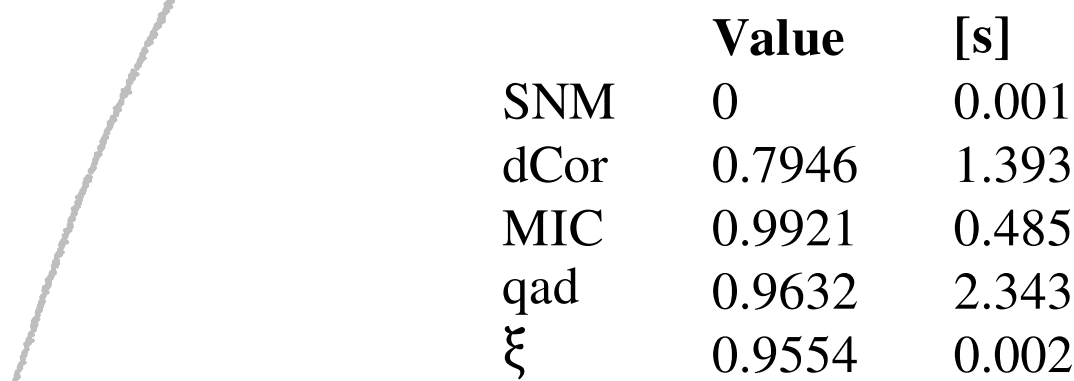 Value [s]
SNM 0 0.001
dCor 0.7946 1.393
MIC 0.9921 0.485
qad 0.9632 2.343
ξ 0.9554 0.002